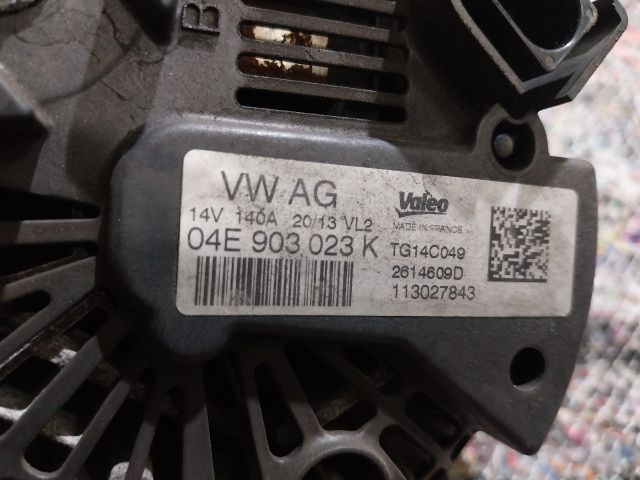 B
VW AG
14V 140A 20/13 VL2
04E 903 023 K
Valeo
MADE IN FRANCE
TG14C049
2614609D
113027843